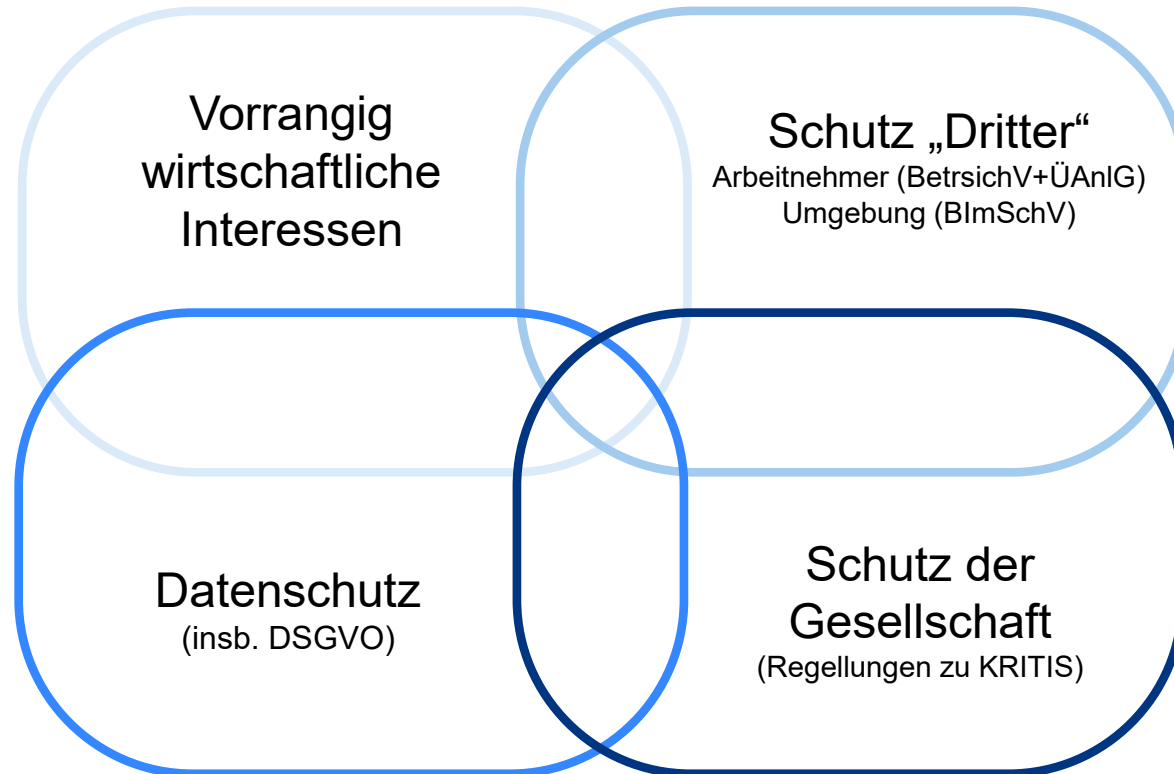 Vorrangig
wirtschaftliche
Interessen
Schutz „Dritter“
Arbeitnehmer (BetrsichV+ÜAnlG)
Umgebung (BImSchV)
Datenschutz
(insb. DSGVO)
Schutz der
Gesellschaft
(Regellungen zu KRITIS)